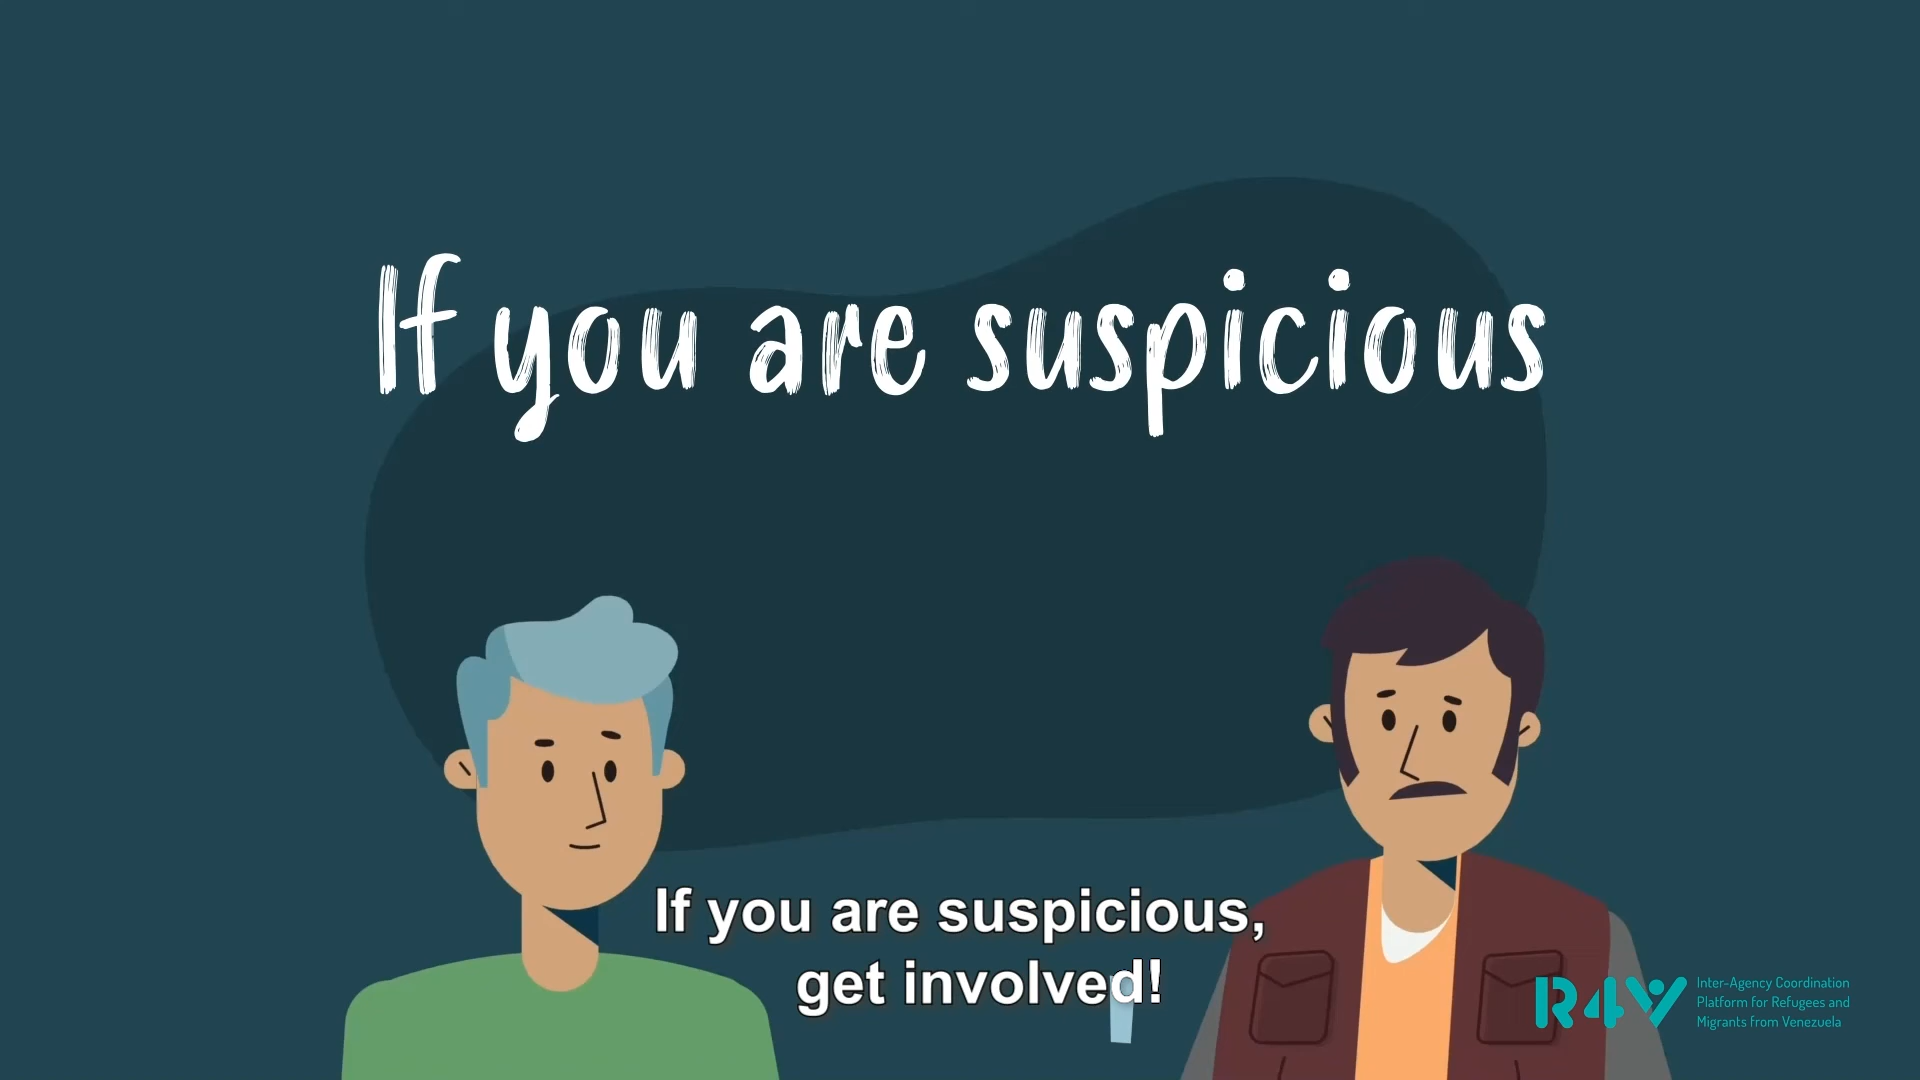 If you are suspicious
If you are suspicious,
get involved!
R4V
Inter-Agency Coordination
Platform for Refugees and
Migrants from Venezuela